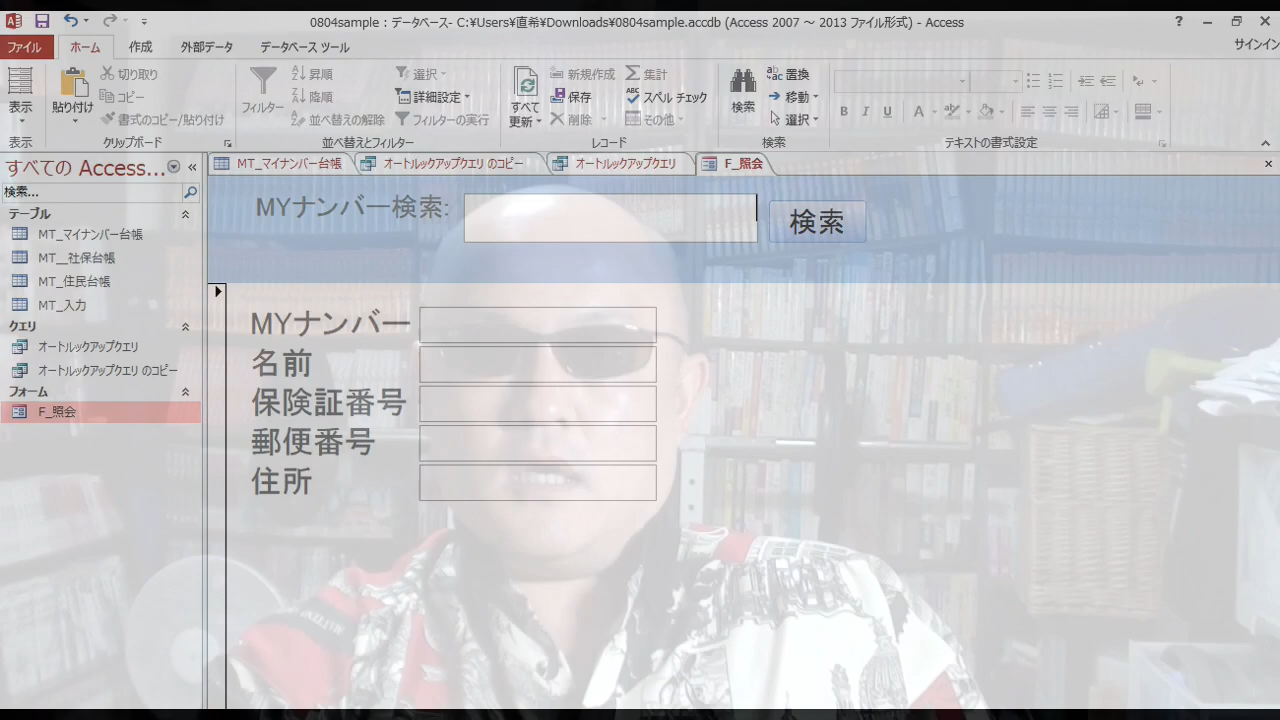 0804sample : データベース- C:¥Users¥直希¥Downloads¥0804sample.accdb (Access 2007 ～ 2013 ファイル形式) - Access
ファイル ホーム 作成 外部データ データベース ツール サインイン
表示
貼り付け
切り取り
コピー
書式のコピー/貼り付け
フィルター
昇順
降順
並べ替えの解除
選択
詳細設定
フィルターの実行
すべて
更新
新規作成
保存
削除
集計
スペル チェック
その他
検索
置換
移動
選択
B I U A
表示 クリップボード 並べ替えとフィルター レコード 検索 テキストの書式設定
すべての Access...
検索...
テーブル
MT_マイナンバー台帳
MT__社保台帳
MT_住民台帳
MT_入力
クエリ
オートルックアップクエリ
オートルックアップクエリ のコピー
フォーム
F_照会
MT_マイナンバー台帳 オートルックアップクエリ のコピー オートルックアップクエリ F_照会
MYナンバー検索: 検索
MYナンバー
名前
保険証番号
郵便番号
住所